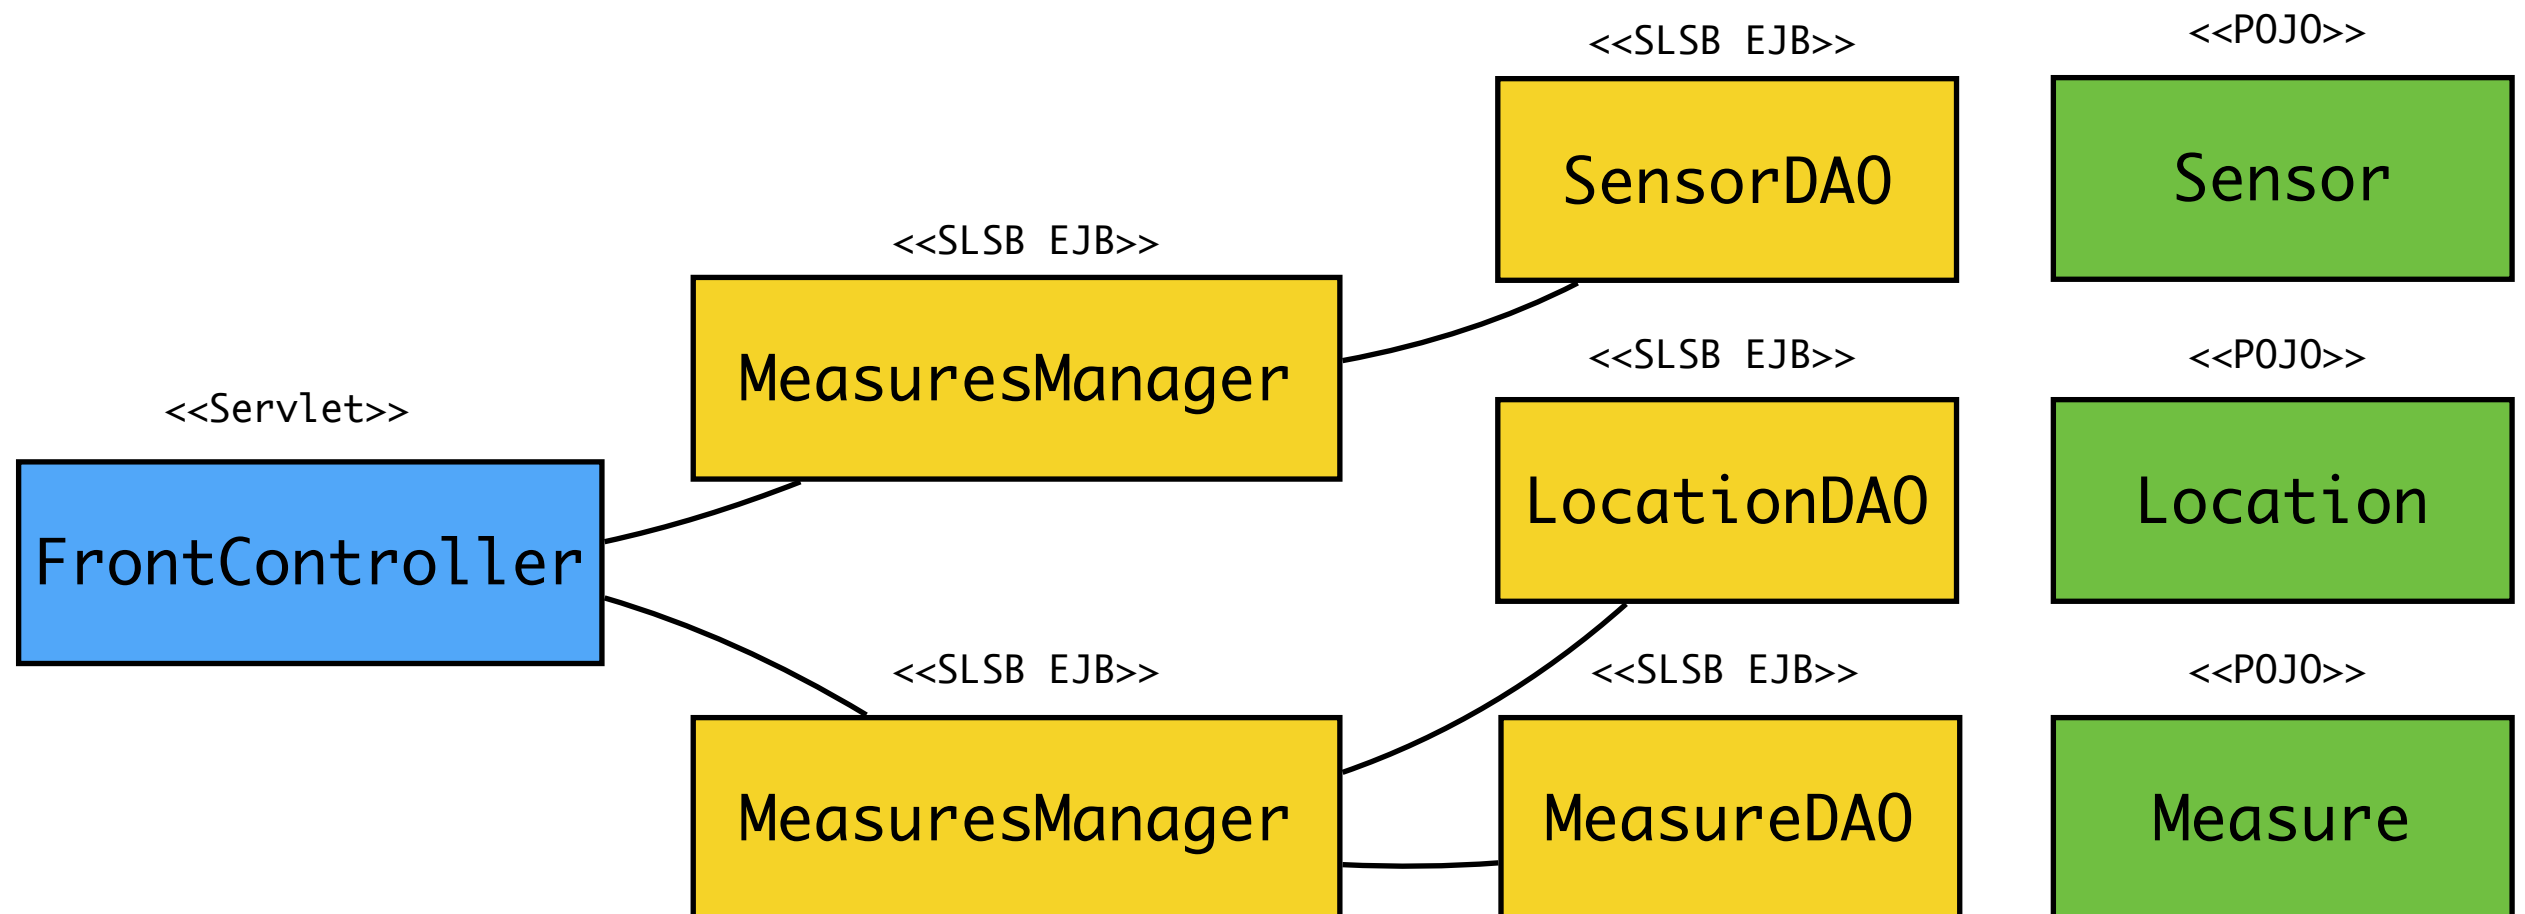 <<SLSB EJB>>
<<POJO>>
SensorDAO
Sensor
<<SLSB EJB>>
MeasuresManager
<<SLSB EJB>>
<<POJO>>
<<Servlet>>
LocationDAO
Location
FrontController
<<SLSB EJB>>
<<SLSB EJB>>
<<POJO>>
MeasuresManager
MeasureDAO
Measure